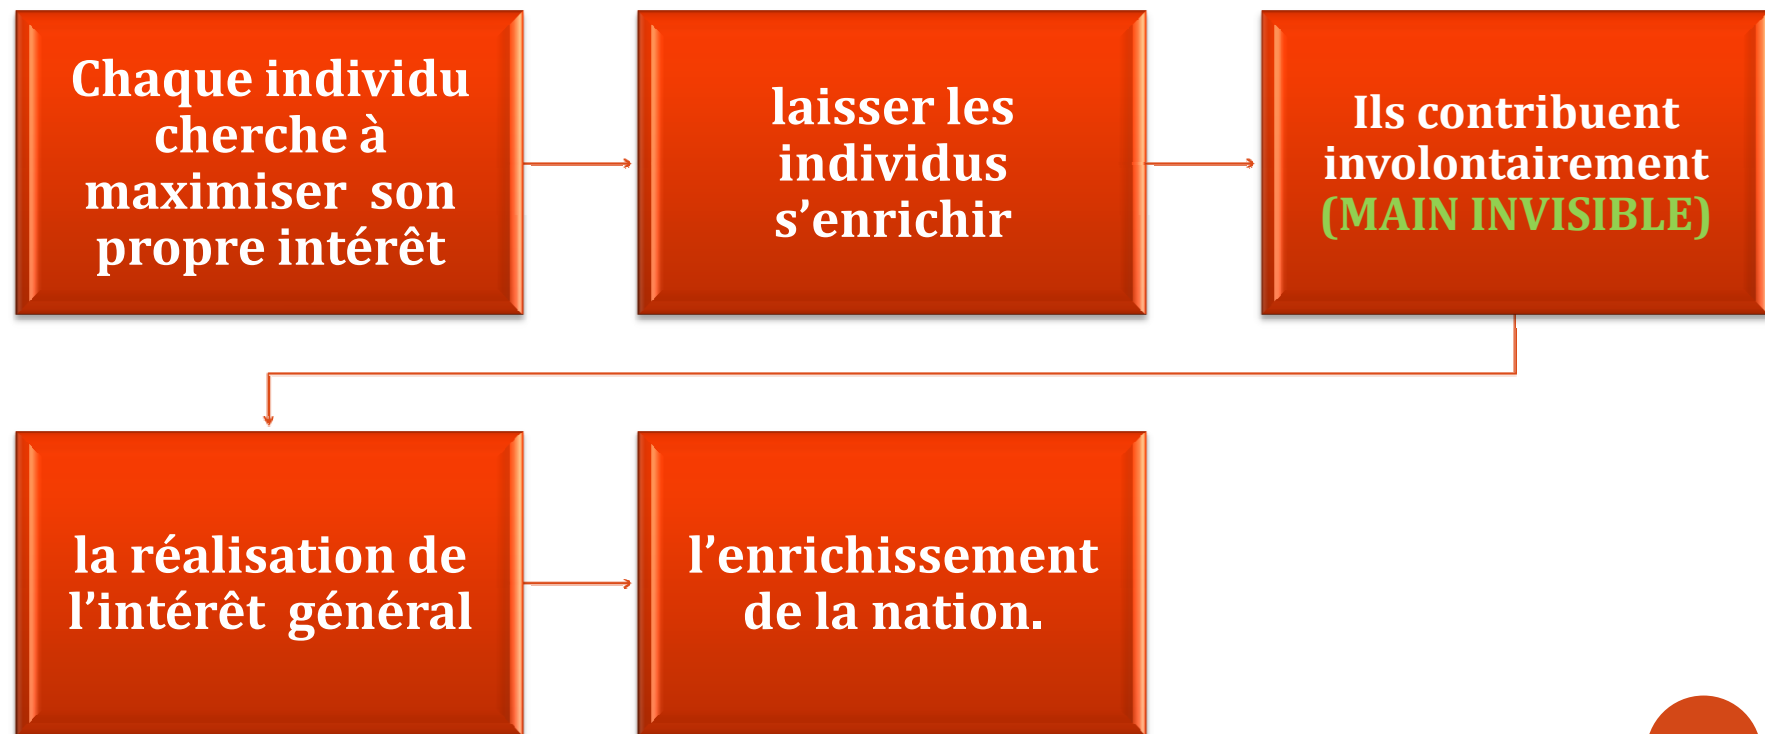 Chaque individu
cherche à
maximiser  son
propre intérêt
laisser les
individus
s’enrichir
Ils contribuent
involontairement
(MAIN INVISIBLE)
la réalisation de
l’intérêt  général
l’enrichissement
de la nation.